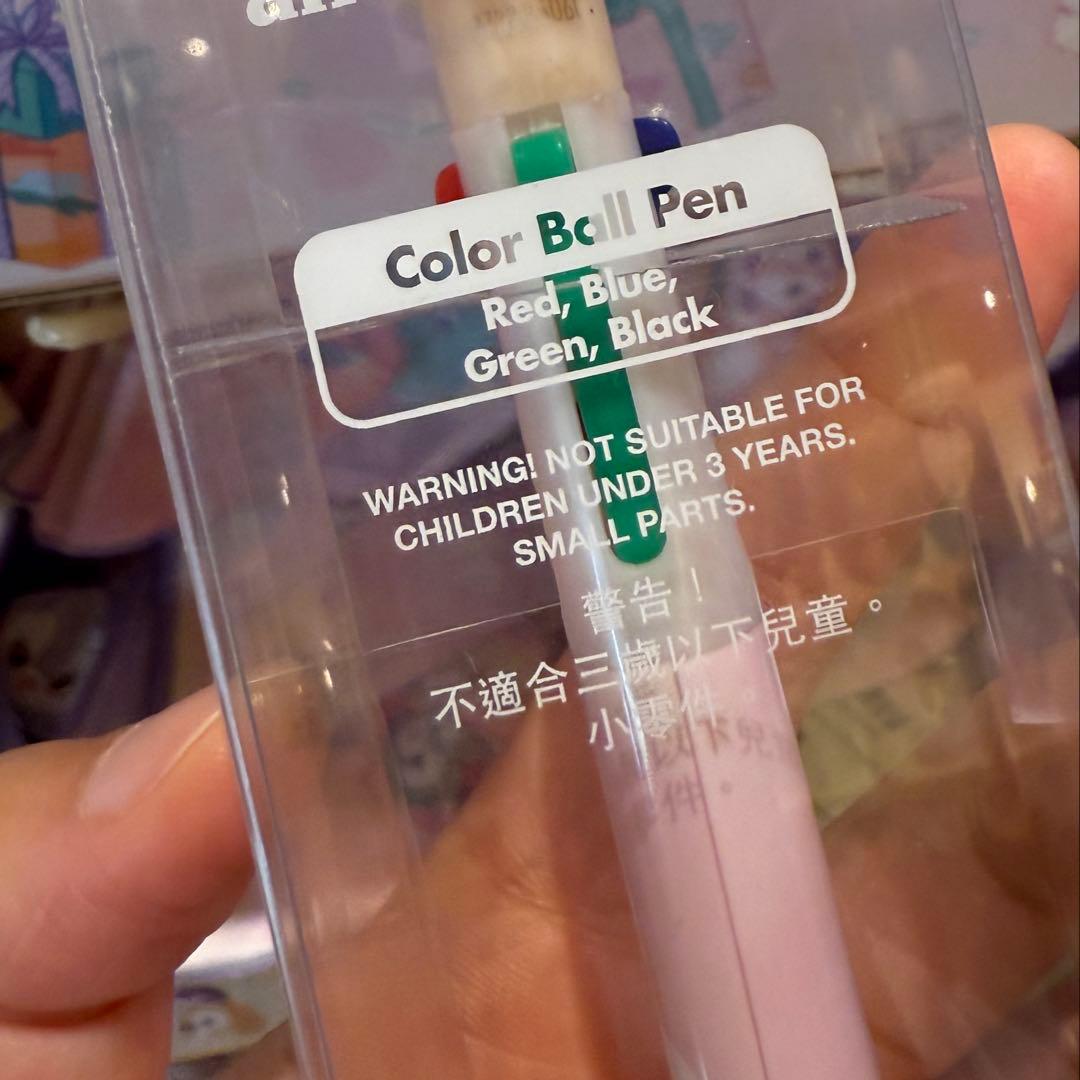 Color Ball Pen
Red, Blue,
Green, Black
WARNING! NOT SUITABLE FOR
CHILDREN UNDER 3 YEARS.
SMALL PARTS.
警告！
不適合三歲以下兒童。
小零件。